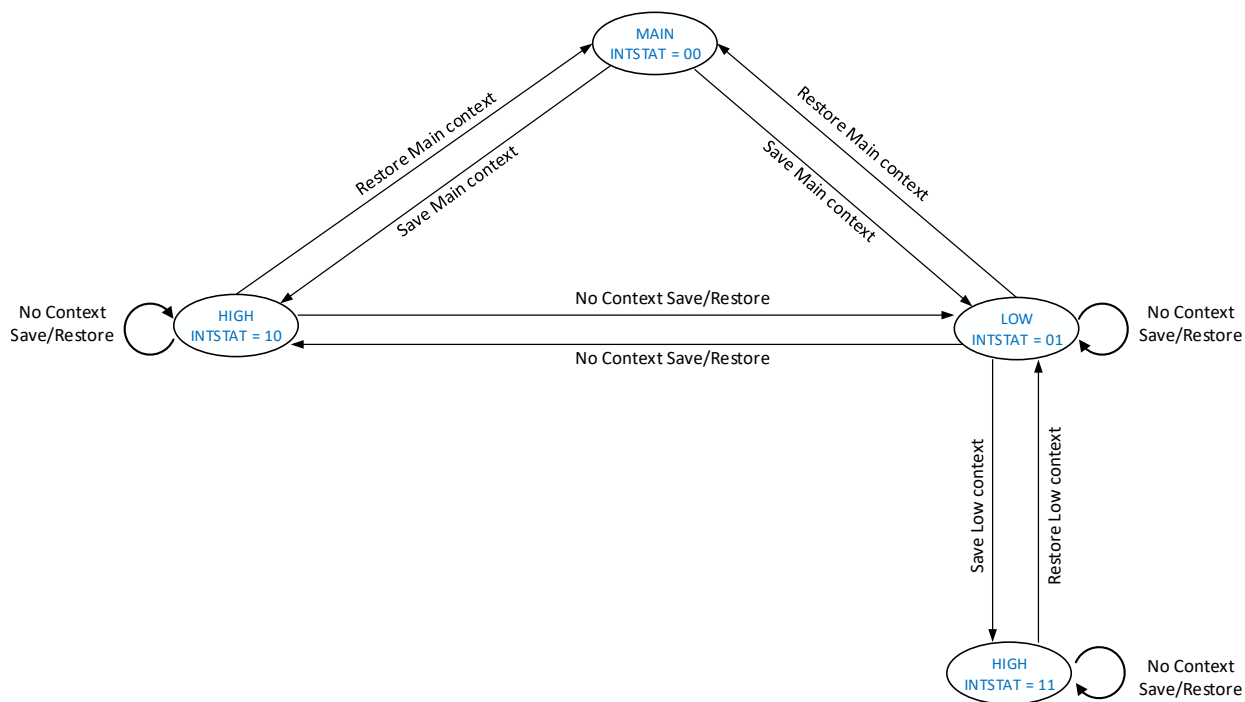 MAIN
INTSTAT = 00
Restore Main context
Save Main context
Save Main context
Restore Main context
No Context
Save/Restore
HIGH
INTSTAT = 10
No Context Save/Restore
No Context Save/Restore
LOW
INTSTAT = 01
No Context
Save/Restore
Save Low context
Restore Low context
HIGH
INTSTAT = 11
No Context
Save/Restore